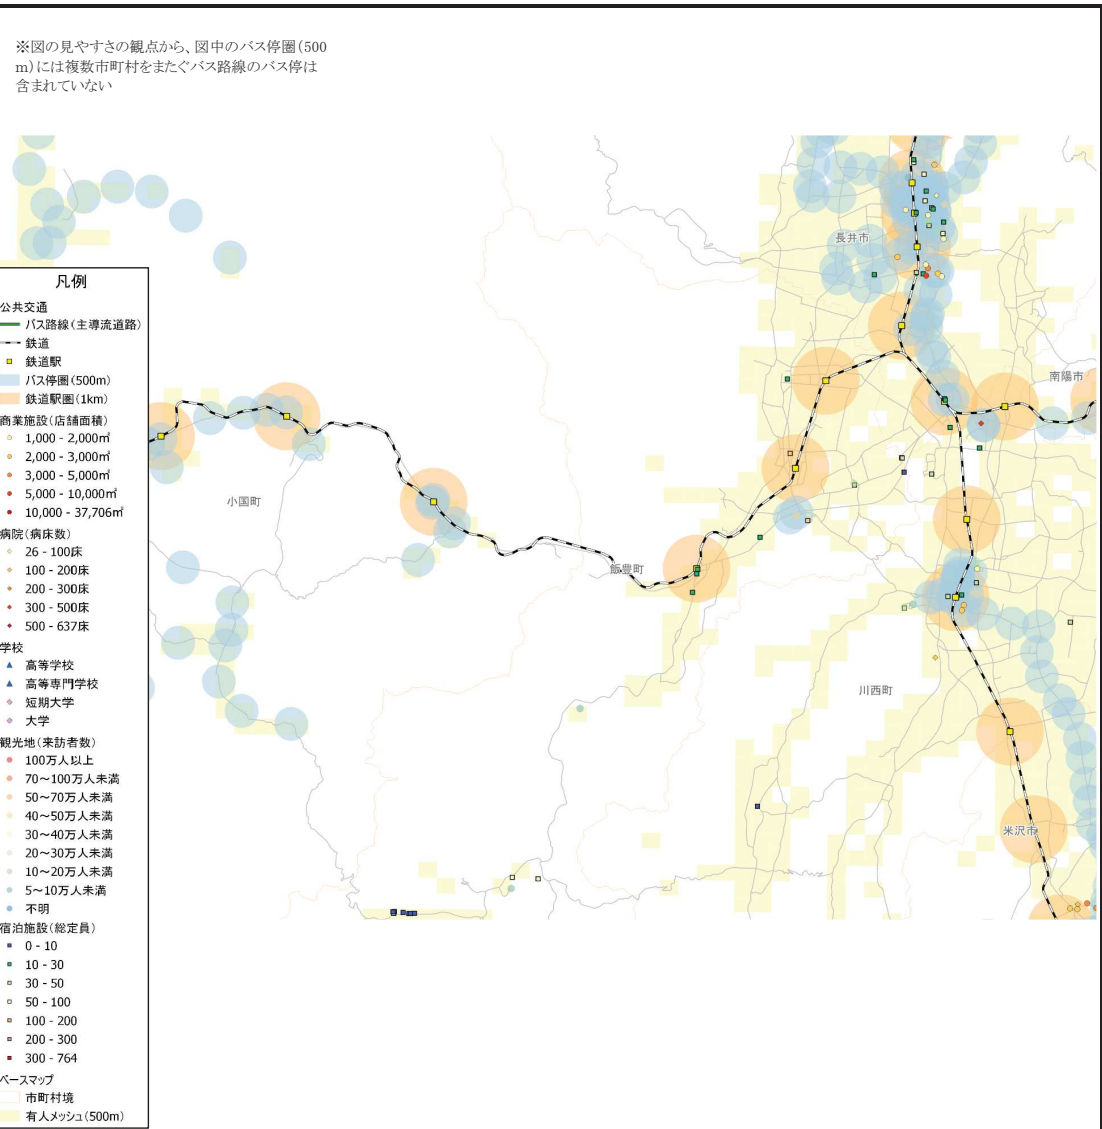 ※図の見やすさの観点から、図中のバス停圏(500
m)には複数市町村をまたぐバス路線のバス停は
含まれていない
長井市
南陽市
小国町
飯豊町
川西町
米沢市
凡例
公共交通
バス路線(主導流道路)
鉄道
鉄道駅
バス停圏(500m)
鉄道駅圏(1km)
商業施設(店舗面積)
1,000 - 2,000㎡
2,000 - 3,000㎡
3,000 - 5,000㎡
5,000 - 10,000㎡
10,000 - 37,706㎡
病院(病床数)
26 - 100床
100 - 200床
200 - 300床
300 - 500床
500 - 637床
学校
高等学校
高等専門学校
短期大学
大学
観光地(来訪者数)
100万人以上
70～100万人未満
50～70万人未満
40～50万人未満
30～40万人未満
20～30万人未満
10～20万人未満
5～10万人未満
不明
宿泊施設(総定員)
0 - 10
10 - 30
30 - 50
50 - 100
100 - 200
200 - 300
300 - 764
ベースマップ
市町村境
有人メッシュ(500m)